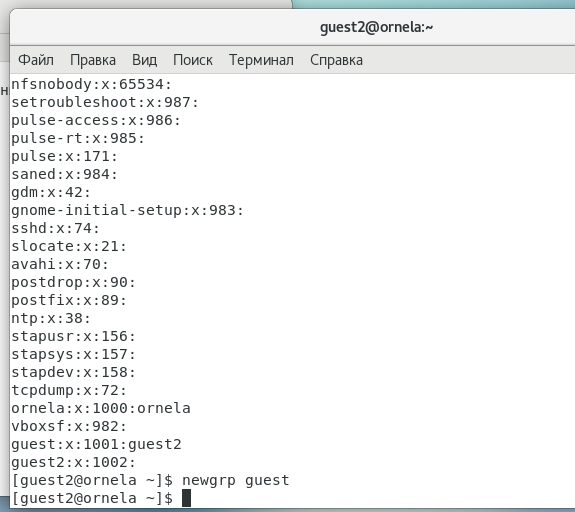 guest2@ornela:~
Файл Правка Вид Поиск Терминал Справка
nfsnobody:x:65534:
setroubleshoot:x:987:
pulse-access:x:986:
pulse-rt:x:985:
pulse:x:171:
saned:x:984:
gdm:x:42:
gnome-initial-setup:x:983:
sshd:x:74:
slocate:x:21:
avahi:x:70:
postdrop:x:90:
postfix:x:89:
ntp:x:38:
stapusr:x:156:
stapsys:x:157:
stapdev:x:158:
tcpdump:x:72:
ornela:x:1000:ornela
vboxsf:x:982:
guest:x:1001:guest2
guest2:x:1002:
[guest2@ornela ~]$ newgrp guest
[guest2@ornela ~]$